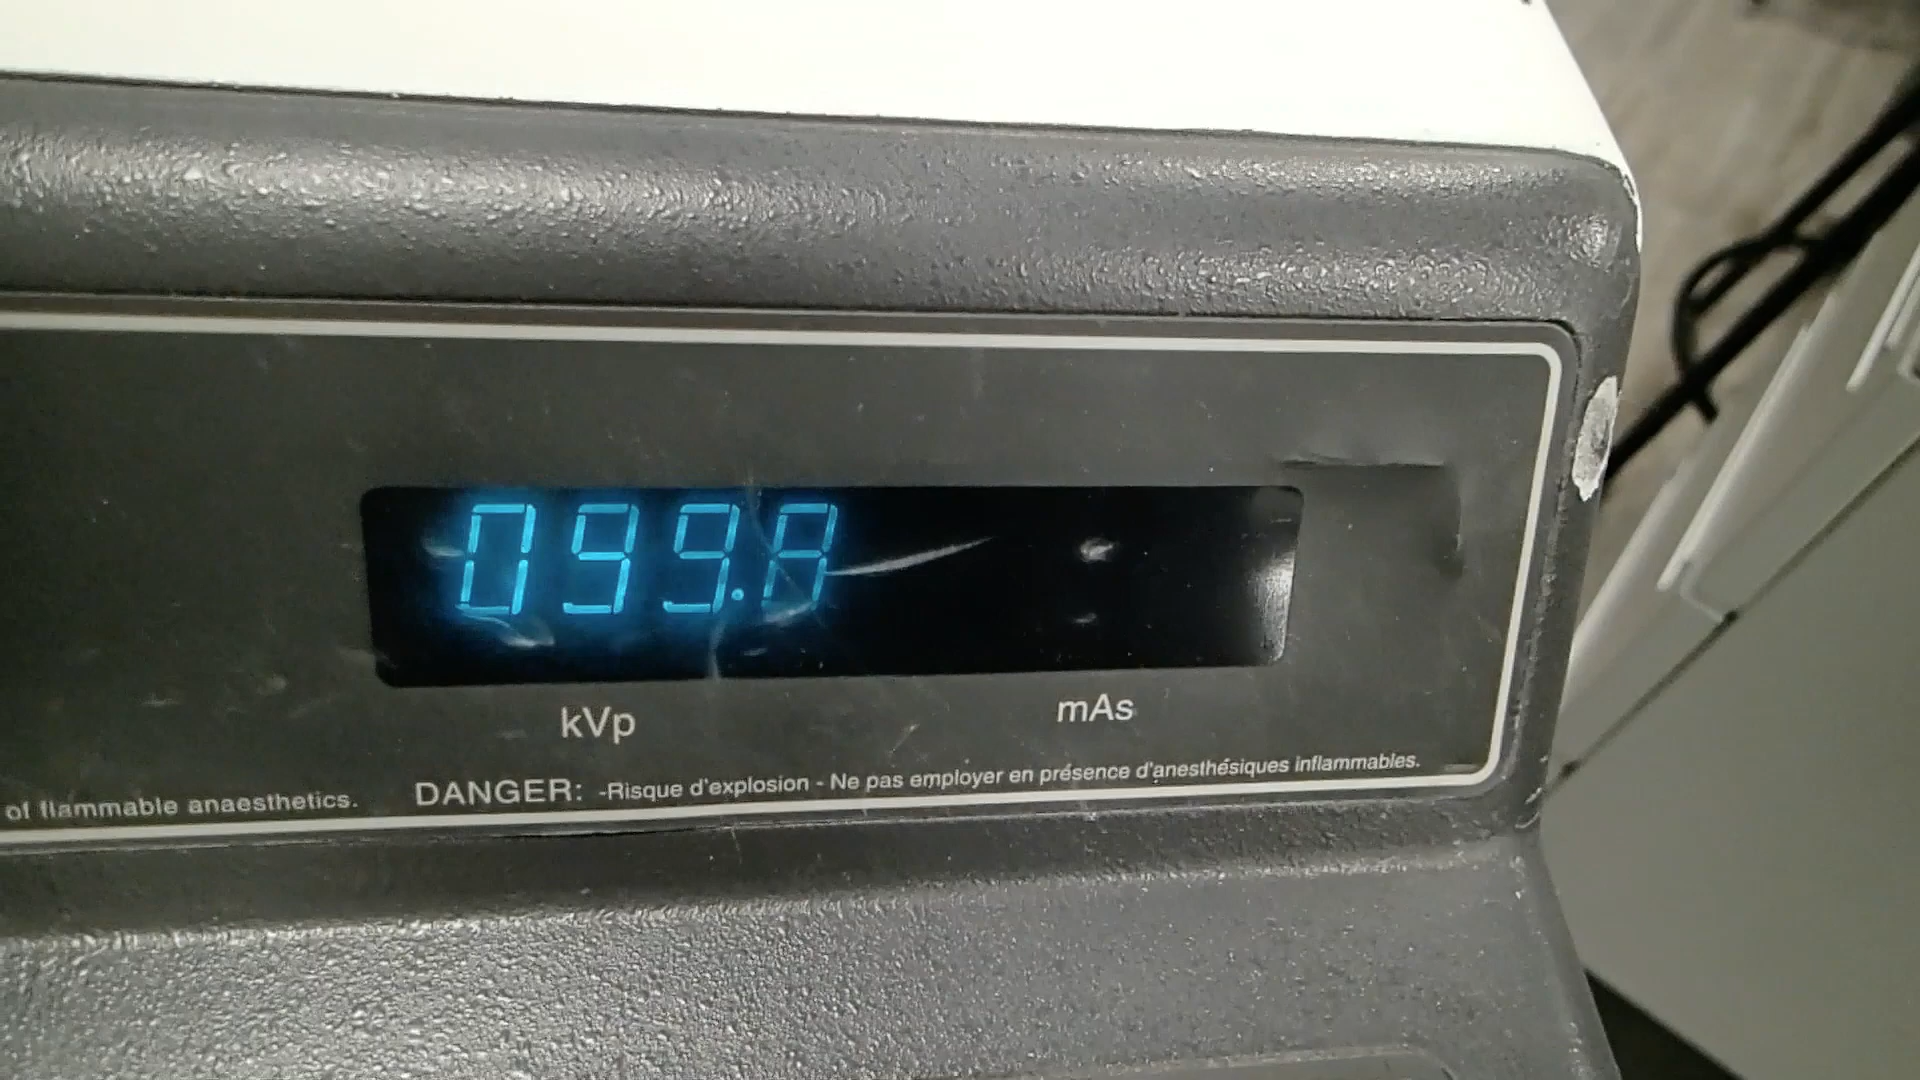 099.8
kVp mAs
of flammable anaesthetics. DANGER: -Risque d'explosion - Ne pas employer en présence d'anesthésiques inflammables.